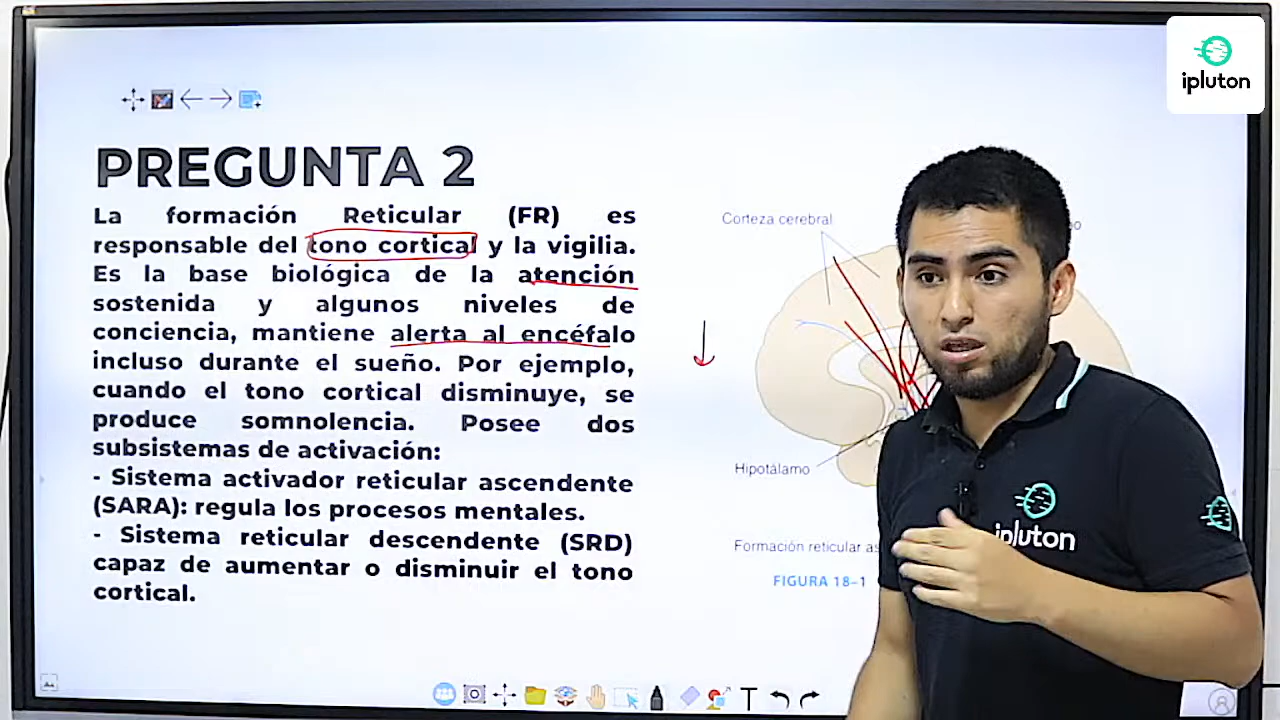 ipluton
PREGUNTA 2
La formación Reticular (FR) es
responsable del tono cortical y la vigilia.
Es la base biológica de la atención
sostenida y algunos niveles de
conciencia, mantiene alerta al encéfalo
incluso durante el sueño. Por ejemplo,
cuando el tono cortical disminuye, se
produce somnolencia. Posee dos
subsistemas de activación:
- Sistema activador reticular ascendente
(SARA): regula los procesos mentales.
- Sistema reticular descendente (SRD)
capaz de aumentar o disminuir el tono
cortical.
Corteza cerebral
Hipotálamo
Formación reticular as
FIGURA 18-1
ipluton
T